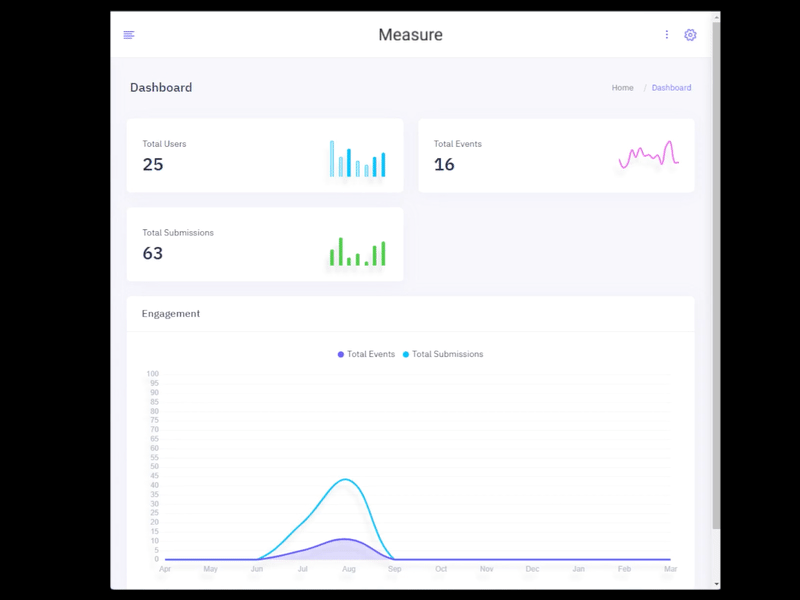 Measure
Dashboard
Home / Dashboard
Total Users
25
Total Events
16
Total Submissions
63
Engagement
Total Events Total Submissions
100
95
90
85
80
75
70
65
60
55
50
45
40
35
30
25
20
15
10
5
0
Apr May Jun Jul Aug Sep Oct Nov Dec Jan Feb Mar